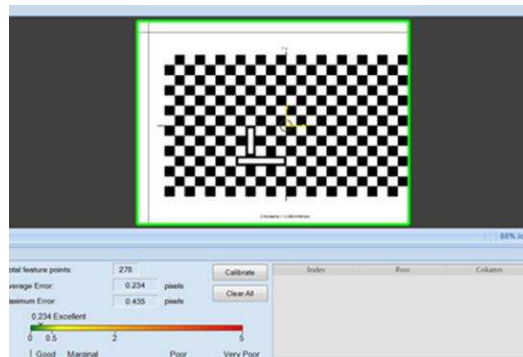 88%
otal feature points: 278
verage Error: 0.234 pixels
aximum Error: 0.435 pixels
Calibrate
Clear All
Index Row Column
0.234 Excellent
0 0.5 2 5
Good Marginal Poor Very Poor